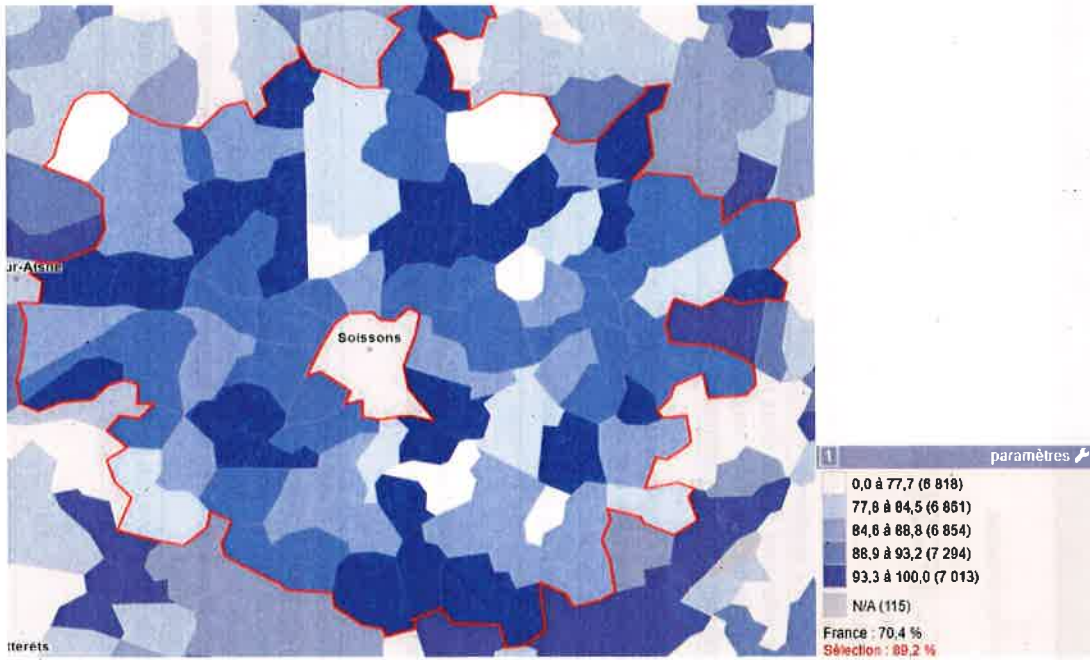 ur-Aisne
Soissons
tterêts
1 paramètres
0,0 à 77,7 (6 818)
77,8 à 84,5 (6 851)
84,6 à 88,8 (6 854)
88,9 à 93,2 (7 294)
93,3 à 100,0 (7 013)
N/A (115)
France : 70,4 %
Sélection : 89,2 %